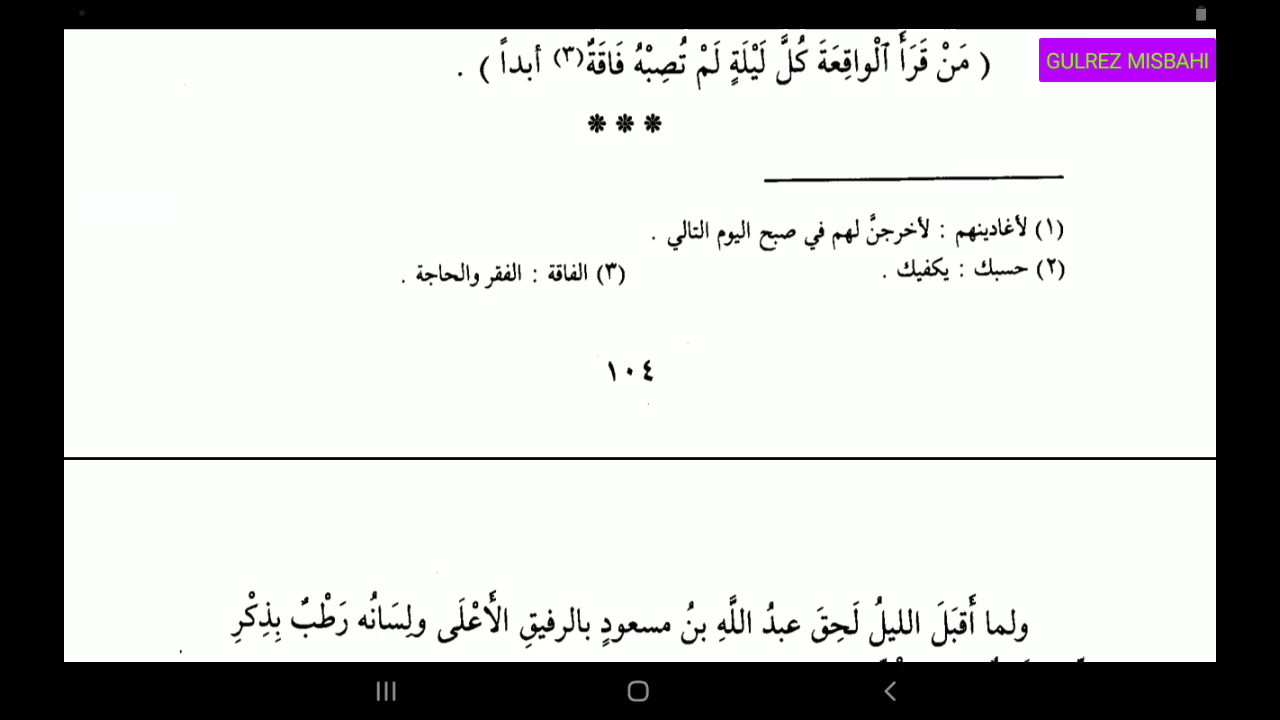 ( مَنْ قَرَأَ ٱلْواقِعَةَ كُلَّ لَيْلَةٍ لَمْ تُصِبْهُ فَاقَةٌ(٣) أبداً ) .
GULREZ MISBAHI
* * *
(١) لأغادينهم : لأخرجنَّ لهم في صبح اليوم التالي .
(٢) حسبك : يكفيك .
(٣) الفاقة : الفقر والحاجة .
١٠٤
ولما أَقبَلَ الليلُ لَحِقَ عبدُ اللَّهِ بنُ مسعودٍ بالرفيقِ الأَعْلَى ولِسَانُه رَطْبٌ بِذِكْرِ